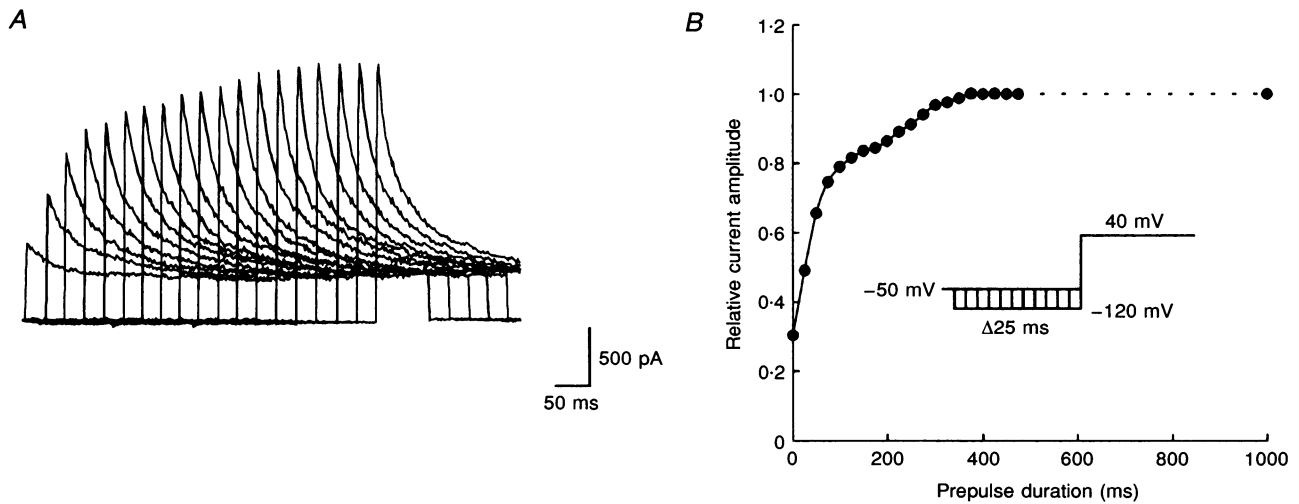 A
500 pA
50 ms
B
Relative current amplitude
1·2
1·0
0·8
0·6
0·4
0·2
0
0
200
400
600
800
1000
Prepulse duration (ms)
40 mV
−50 mV
−120 mV
Δ25 ms